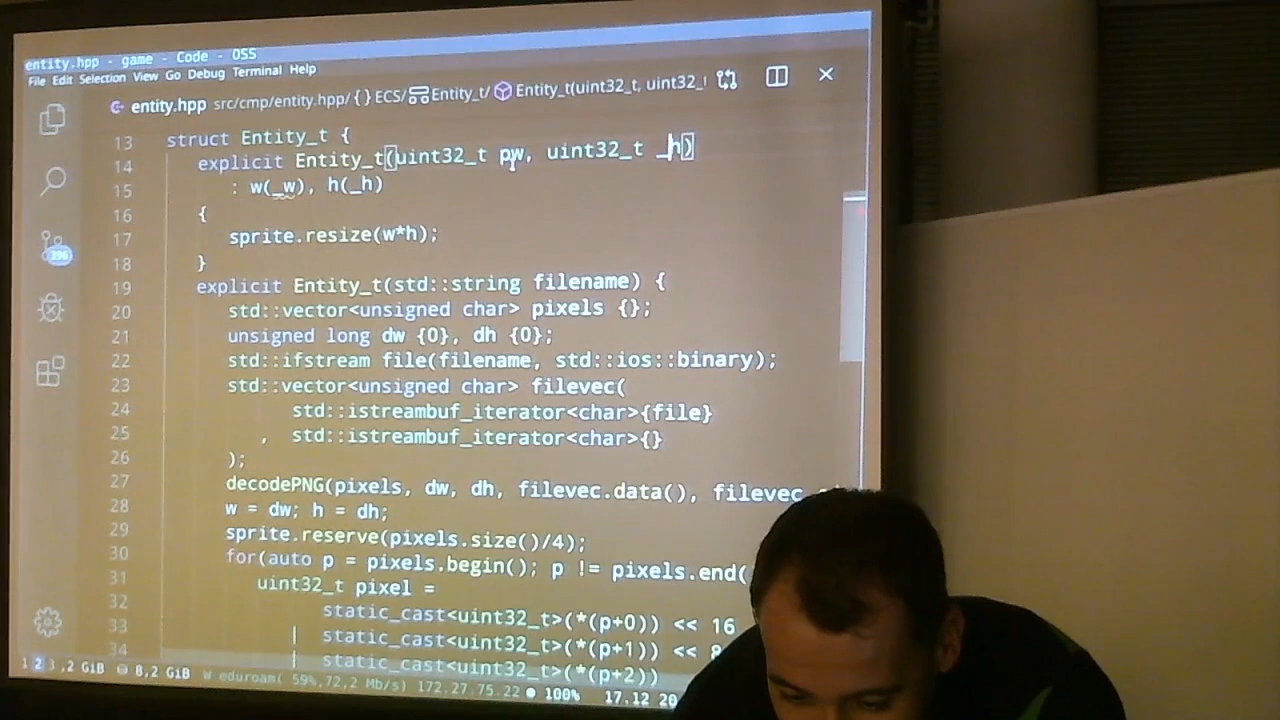 entity.hpp - game - Code - OSS
File Edit Selection View Go Debug Terminal Help
entity.hpp src/cmp/entity.hpp/ {} ECS/ Entity_t/ Entity_t(uint32_t, uint32_
13 struct Entity_t {
14 explicit Entity_t(uint32_t pw, uint32_t _h)
15 : w(_w), h(_h)
16 {
17 sprite.resize(w*h);
18 }
19 explicit Entity_t(std::string filename) {
20 std::vector<unsigned char> pixels {};
21 unsigned long dw {0}, dh {0};
22 std::ifstream file(filename, std::ios::binary);
23 std::vector<unsigned char> filevec(
24 std::istreambuf_iterator<char>{file}
25 , std::istreambuf_iterator<char>{}
26 );
27 decodePNG(pixels, dw, dh, filevec.data(), filevec
28 w = dw; h = dh;
29 sprite.reserve(pixels.size()/4);
30 for(auto p = pixels.begin(); p != pixels.end(
31 uint32_t pixel =
32 static_cast<uint32_t>(*(p+0)) << 16
33 | static_cast<uint32_t>(*(p+1)) << 8
34 | static_cast<uint32_t>(*(p+2))
396
1 2 3,2 GiB 8,2 GiB W eduroam( 59%,72,2 Mb/s) 172.27.75.22 100% 17.12 20